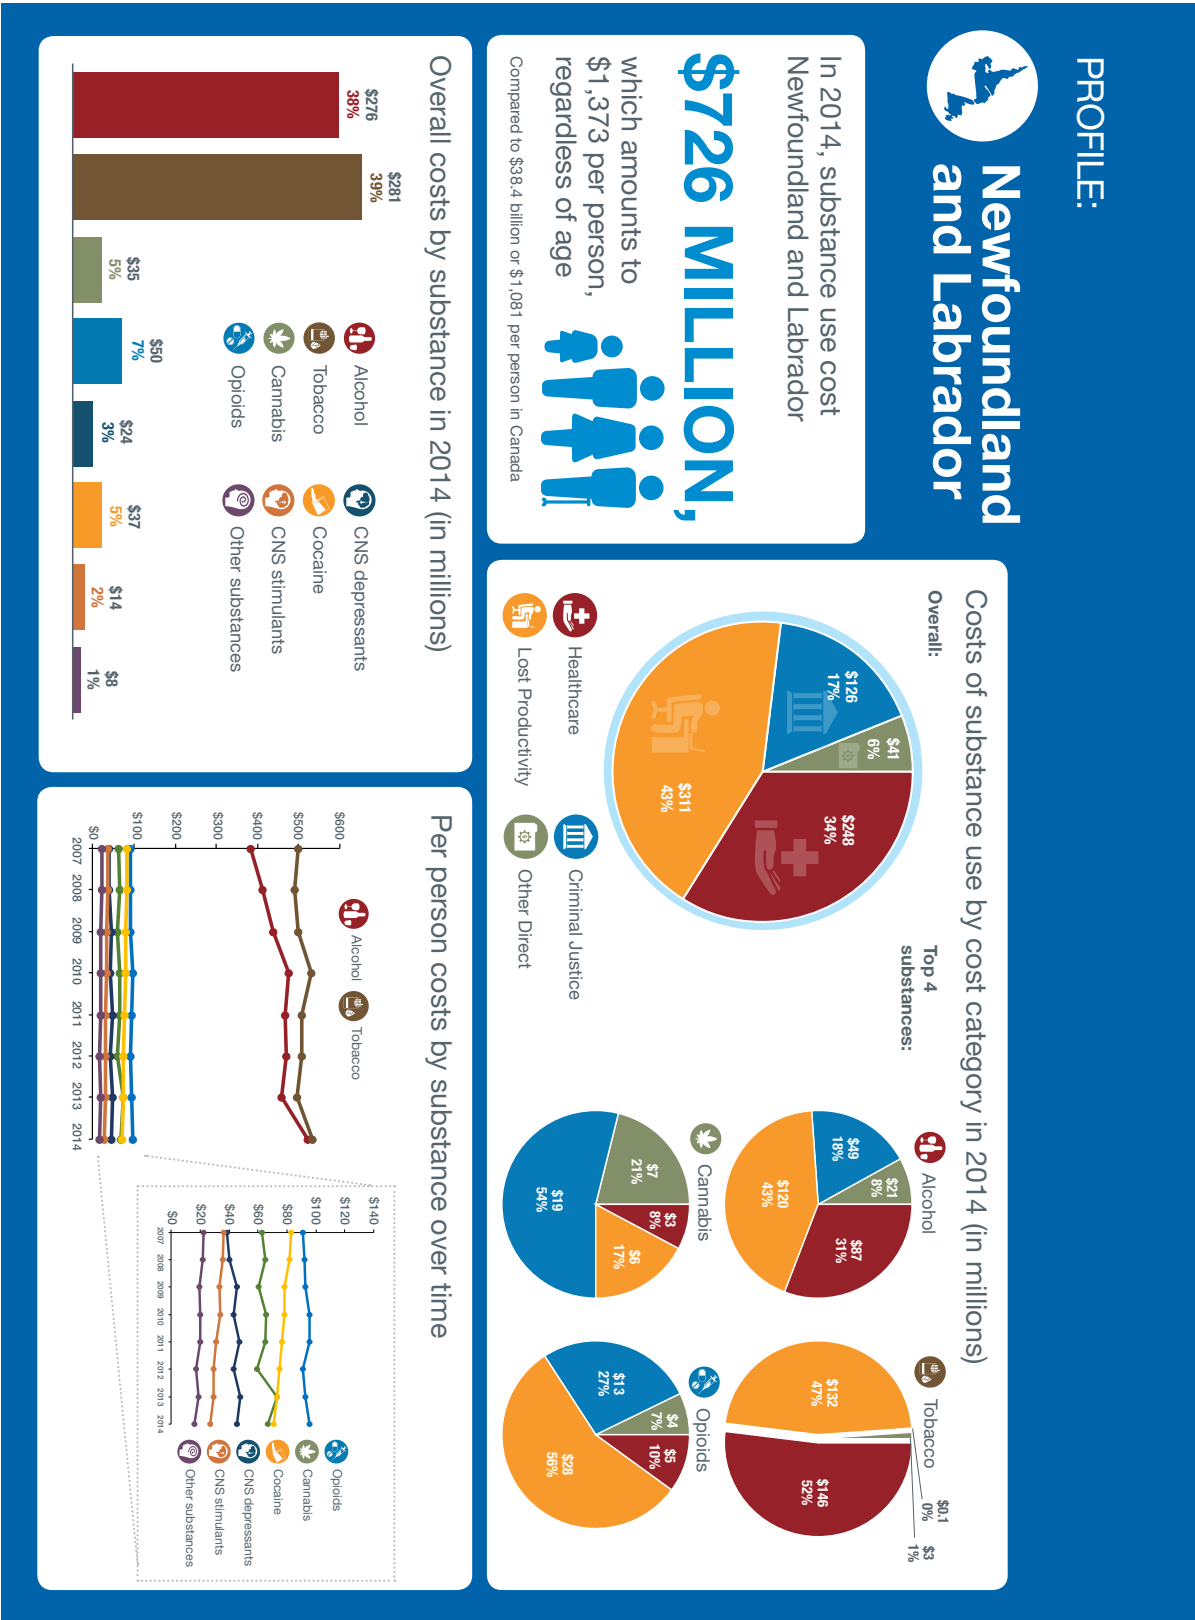 PROFILE:
Newfoundland
and Labrador
In 2014, substance use cost
Newfoundland and Labrador
$726 MILLION,
which amounts to
$1,373 per person,
regardless of age
Compared to $38.4 billion or $1,081 per person in Canada
Costs of substance use by cost category in 2014 (in millions)
Overall:
$41
6%
$126
17%
$248
34%
$311
43%
Healthcare
Lost Productivity
Criminal Justice
Other Direct
Top 4
substances:
Alcohol
$21
8%
$49
18%
$87
31%
$120
43%
Tobacco
$0.1
0%
$3
1%
$132
47%
$146
52%
Cannabis
$7
21%
$3
8%
$19
54%
$6
17%
Opioids
$13
27%
$4
7%
$5
10%
$28
56%
Overall costs by substance in 2014 (in millions)
$276
38%
$281
39%
$35
5%
$50
7%
$24
3%
$37
5%
$14
2%
$8
1%
Alcohol
Tobacco
Cannabis
Opioids
CNS depressants
Cocaine
CNS stimulants
Other substances
Per person costs by substance over time
$600
$500
$400
$300
$200
$100
$0
2007 2008 2009 2010 2011 2012 2013 2014
Alcohol
Tobacco
$140
$120
$100
$80
$60
$40
$20
$0
2007 2008 2009 2010 2011 2012 2013 2014
Opioids
Cannabis
Cocaine
CNS depressants
CNS stimulants
Other substances